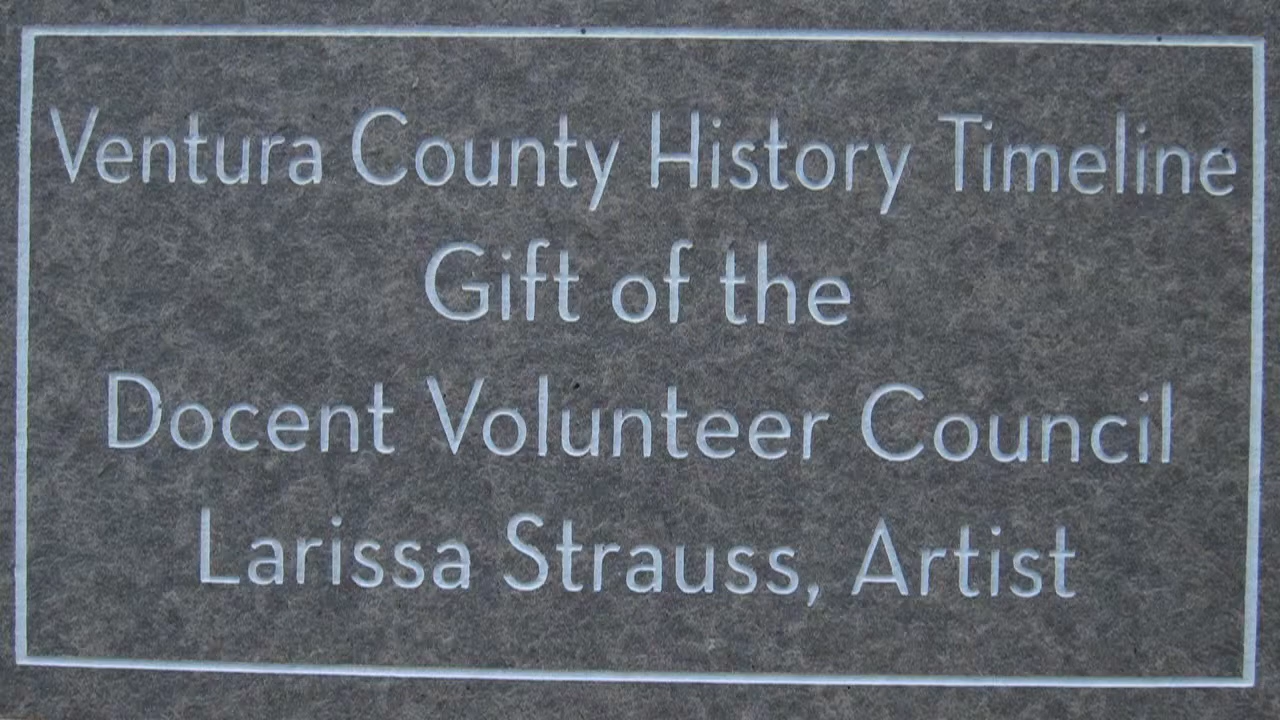 Ventura County History Timeline
Gift of the
Docent Volunteer Council
Larissa Strauss, Artist